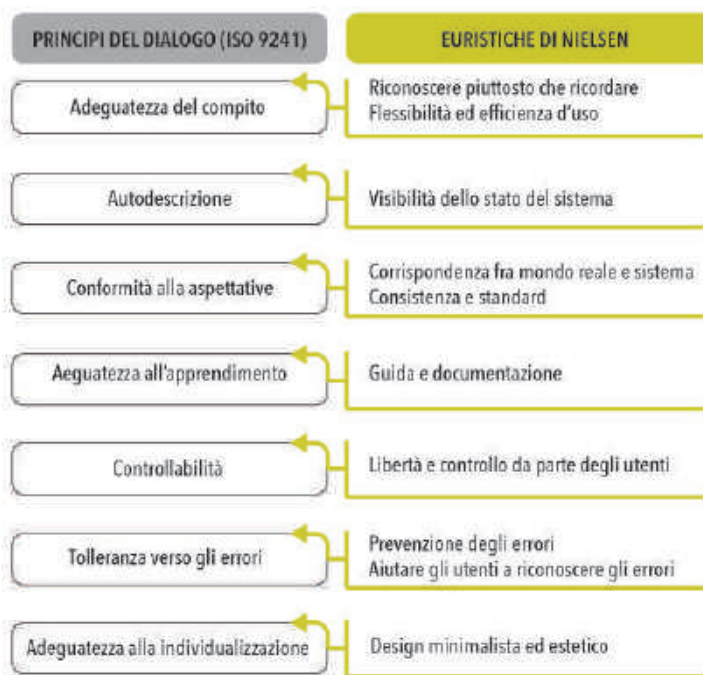 PRINCIPI DEL DIALOGO (ISO 9241)
EURISTICHE DI NIELSEN
Adeguatezza del compito
Riconoscere piuttosto che ricordare
Flessibilità ed efficienza d'uso
Autodescrizione
Visibilità dello stato del sistema
Conformità alla aspettative
Corrispondenza fra mondo reale e sistema
Consistenza e standard
Aeguatezza all'apprendimento
Guida e documentazione
Controllabilità
Libertà e controllo da parte degli utenti
Tolleranza verso gli errori
Prevenzione degli errori
Aiutare gli utenti a riconoscere gli errori
Adeguatezza alla individualizzazione
Design minimalista ed estetico